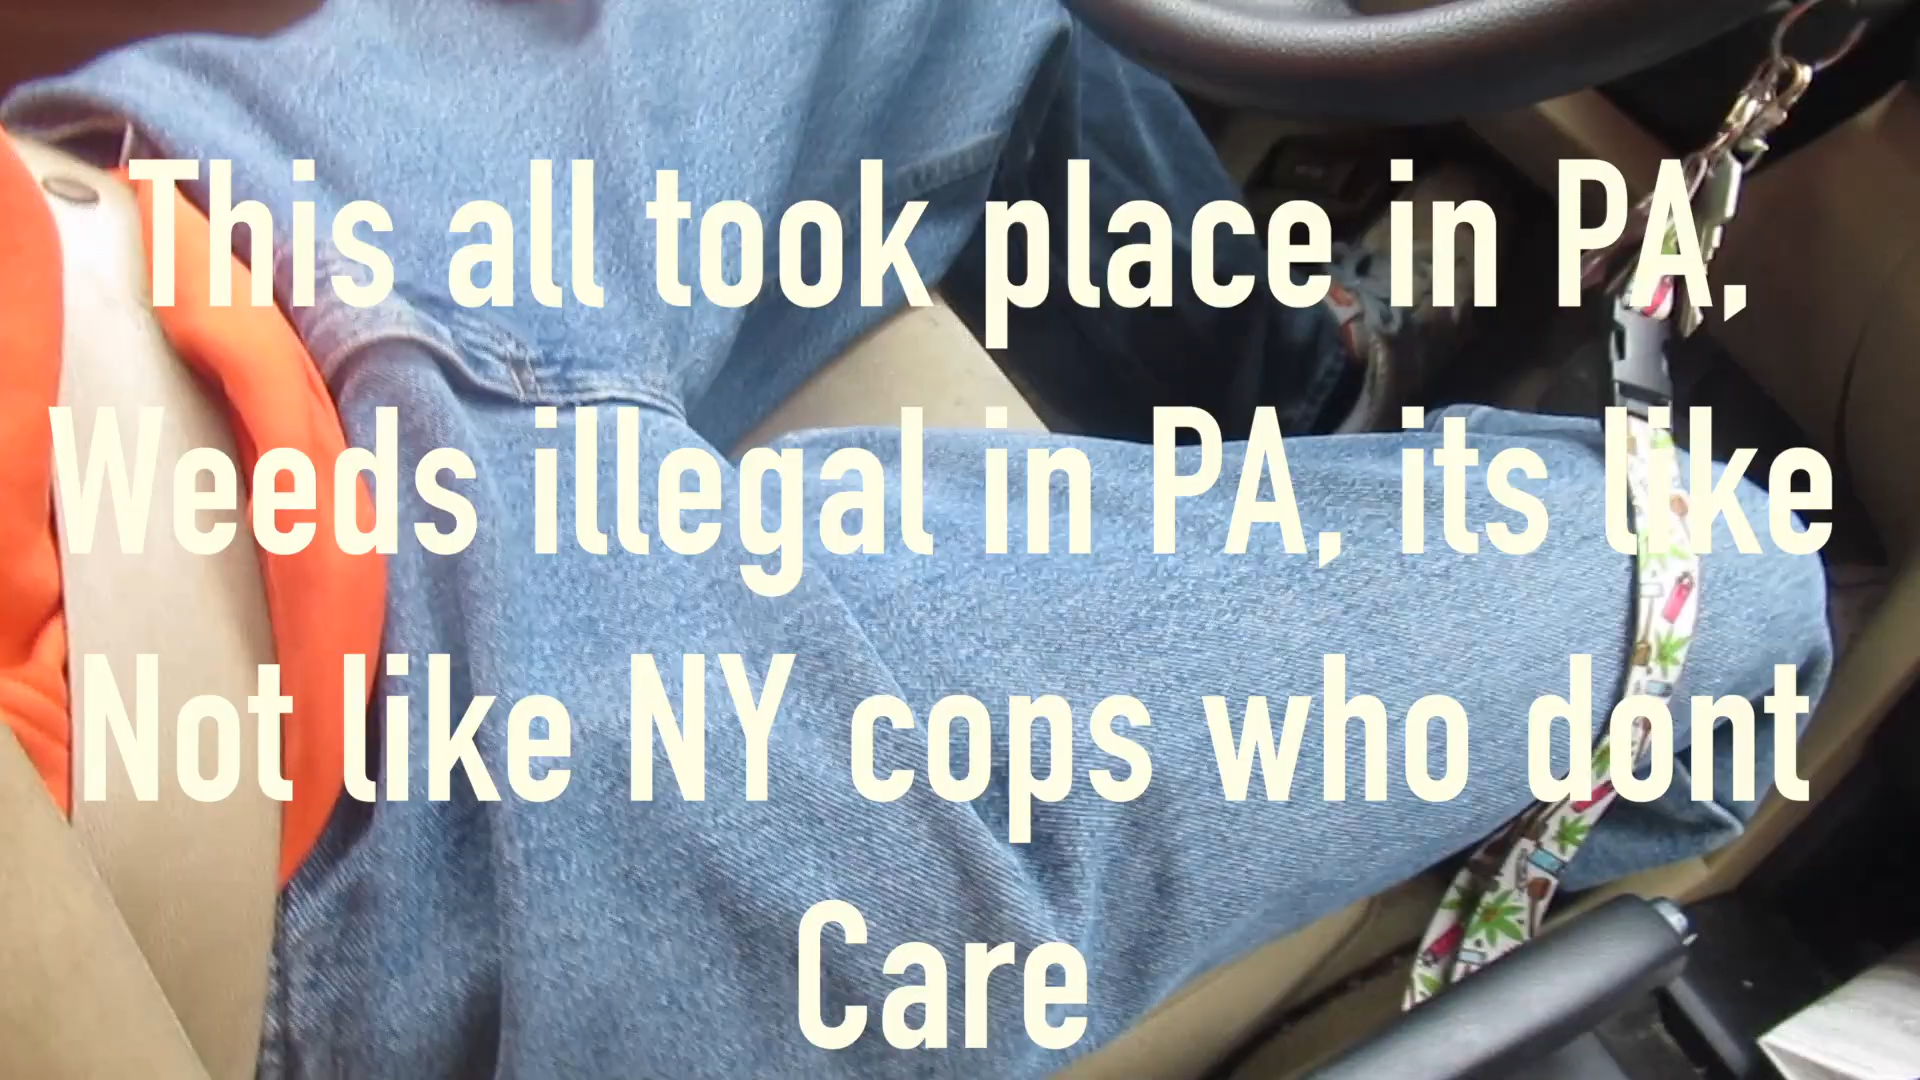 This all took place in PA,
Weeds illegal in PA, its like
Not like NY cops who dont
Care